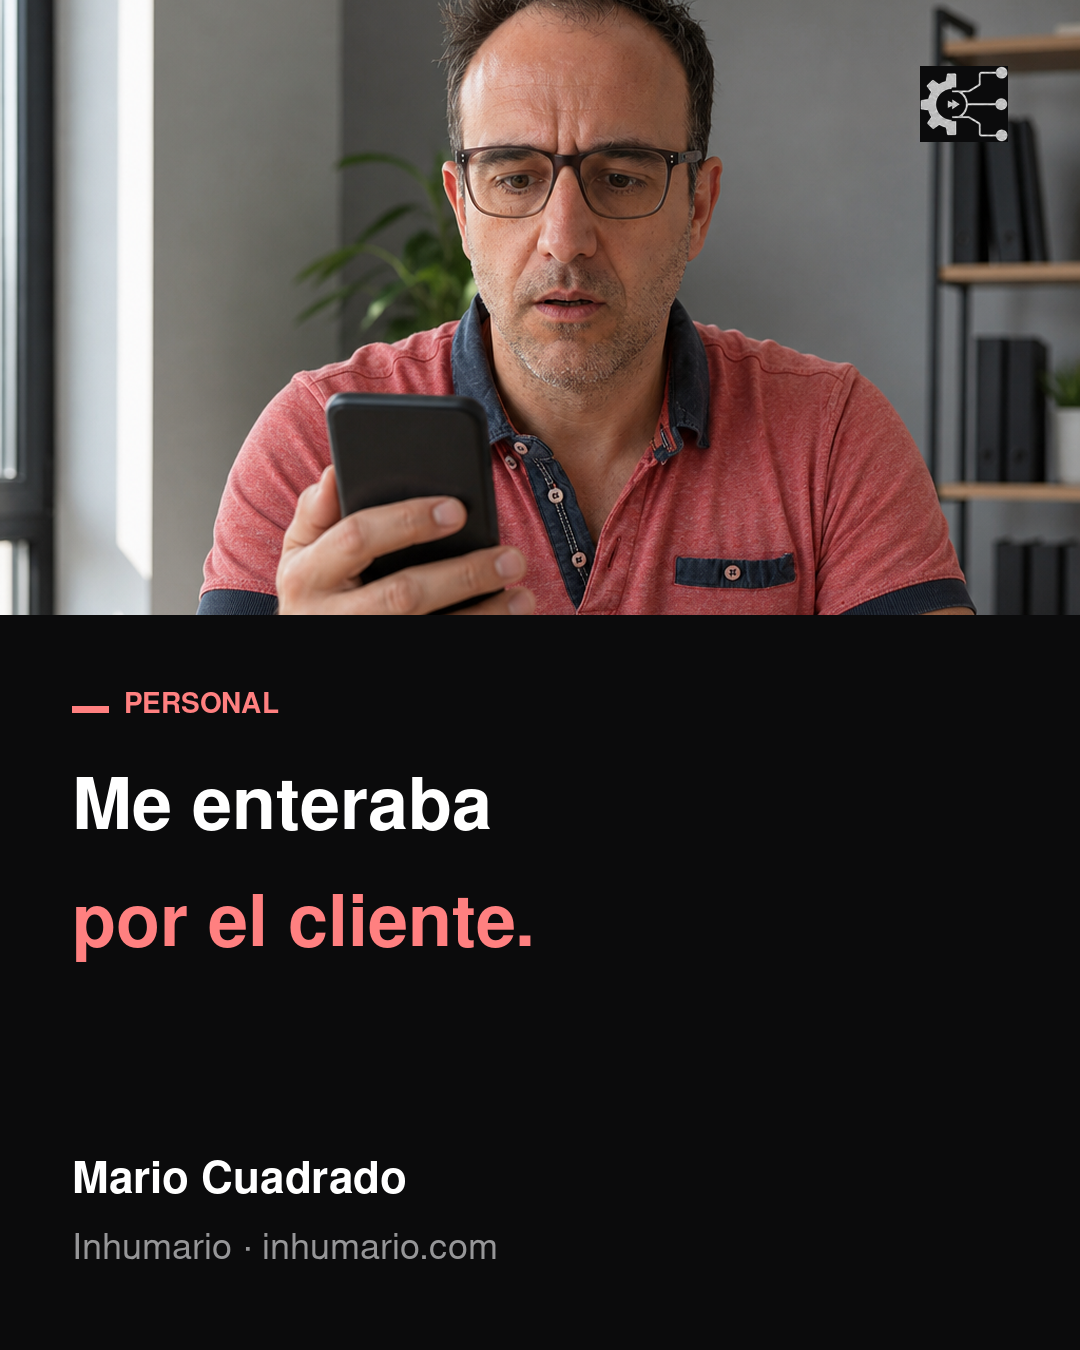 PERSONAL
Me enteraba
por el cliente.
Mario Cuadrado
Inhumario · inhumario.com